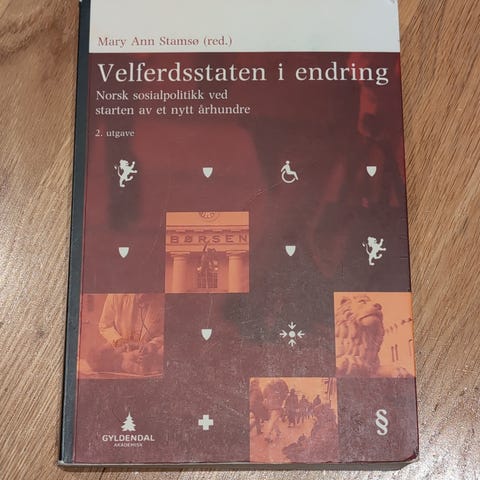 Mary Ann Stamsø (red.)
Velferdsstaten i endring
Norsk sosialpolitikk ved
starten av et nytt århundre
2. utgave
BØRSEN
§
GYLDENDAL
AKADEMISK